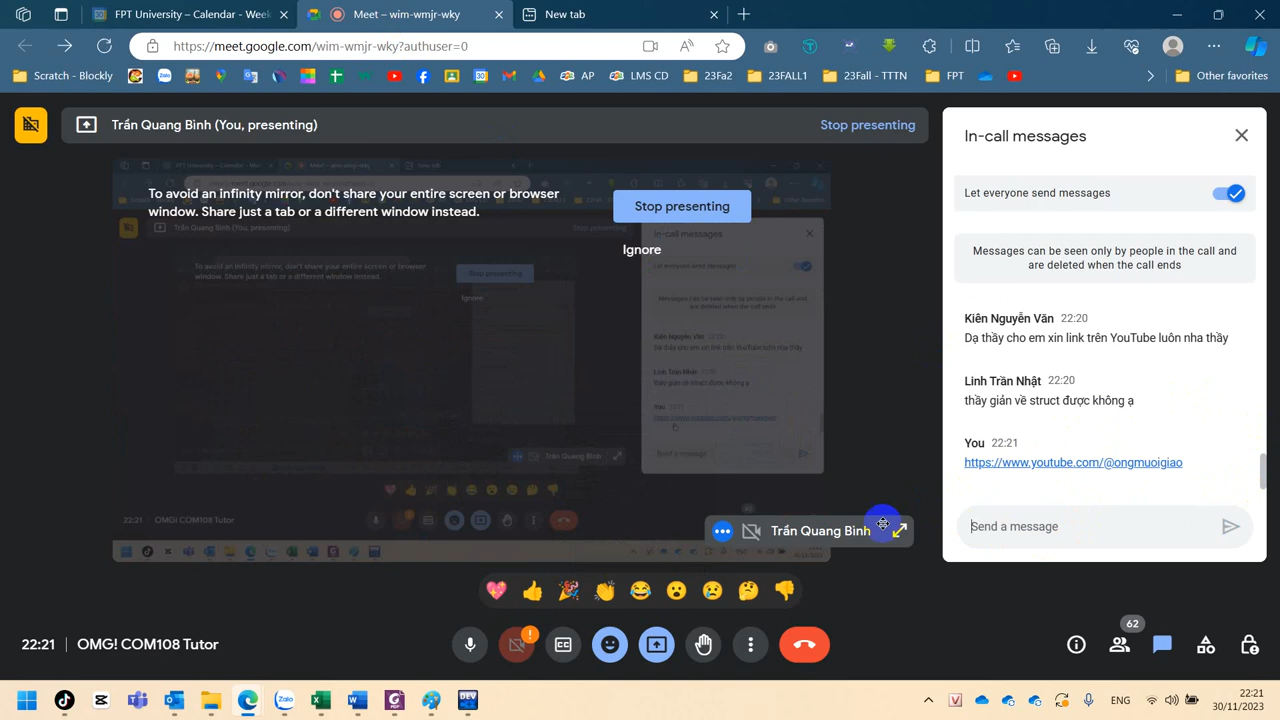 FPT University – Calendar - Week
Meet – wim-wmjr-wky
New tab
https://meet.google.com/wim-wmjr-wky?authuser=0
Scratch - Blockly
AP
LMS CD
23Fa2
23FALL1
23Fall - TTTN
FPT
Other favorites
Trần Quang Bình (You, presenting)
Stop presenting
To avoid an infinity mirror, don't share your entire screen or browser
window. Share just a tab or a different window instead.
Stop presenting
Ignore
Trần Quang Bình
In-call messages
Let everyone send messages
Messages can be seen only by people in the call and
are deleted when the call ends
Kiên Nguyễn Văn 22:20
Dạ thầy cho em xin link trên YouTube luôn nha thầy
Linh Trần Nhật 22:20
thầy giản về struct được không ạ
You 22:21
https://www.youtube.com/@ongmuoigiao
Send a message
22:21 | OMG! COM108 Tutor
62
ENG
22:21
30/11/2023